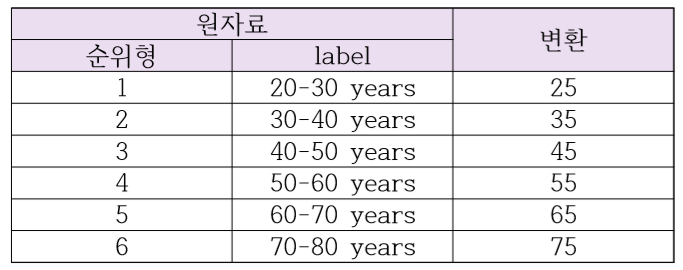 원자료 변환
순위형 label
1 20-30 years 25
2 30-40 years 35
3 40-50 years 45
4 50-60 years 55
5 60-70 years 65
6 70-80 years 75